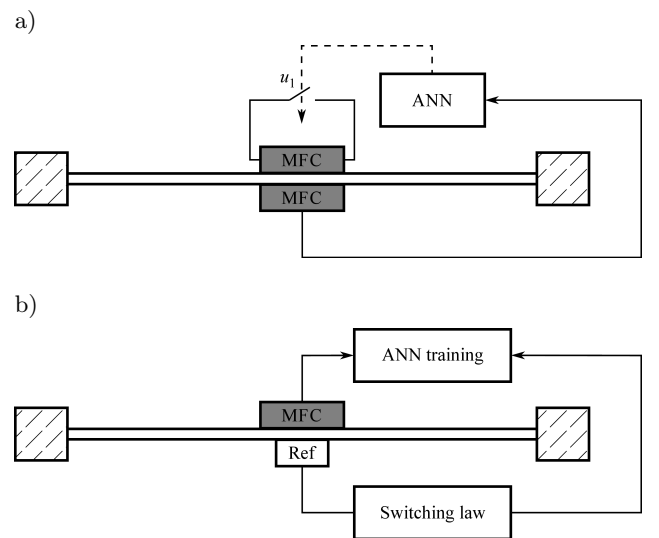 a)
u₁
ANN
MFC
MFC
b)
ANN training
MFC
Ref
Switching law